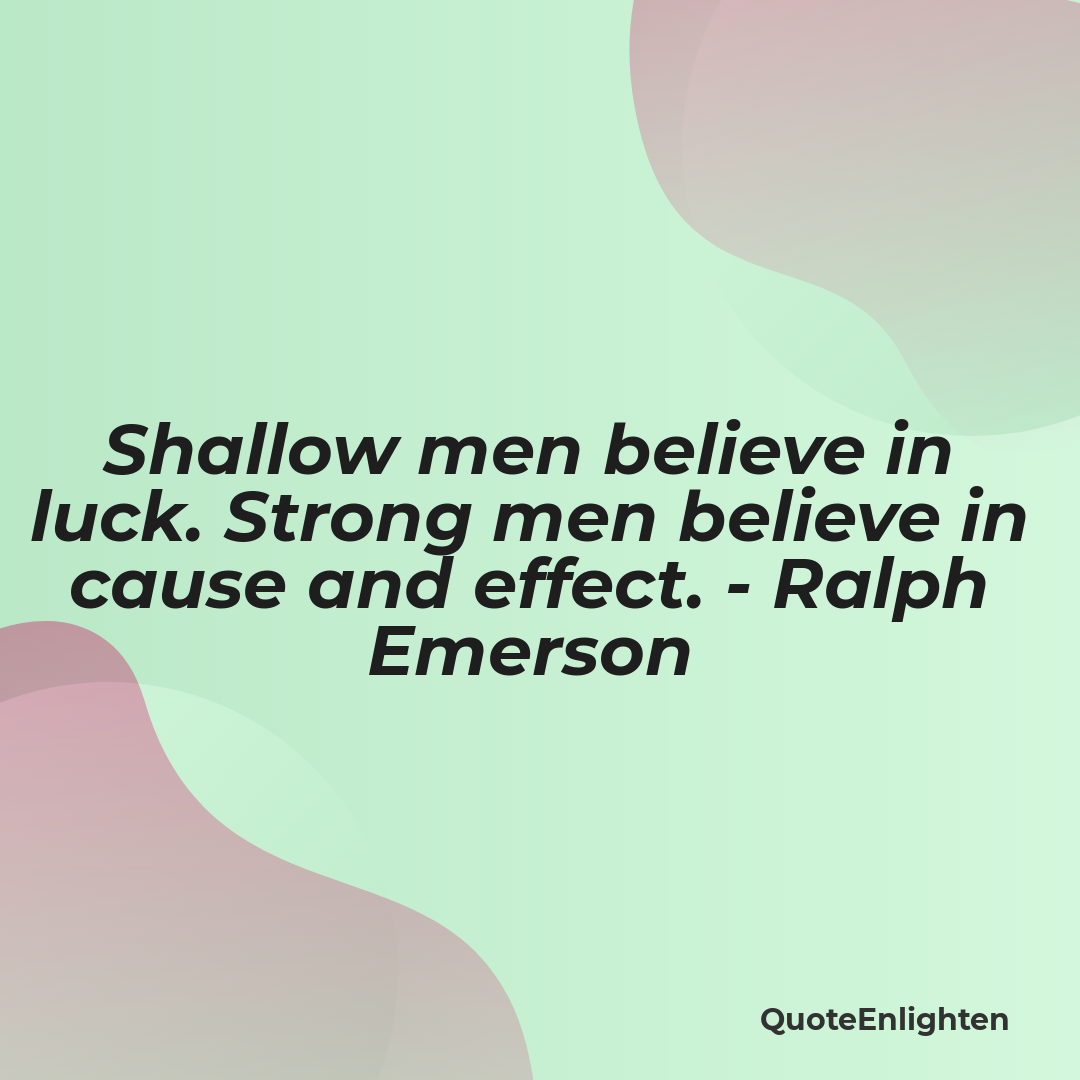 Shallow men believe in
luck. Strong men believe in
cause and effect. - Ralph
Emerson
QuoteEnlighten